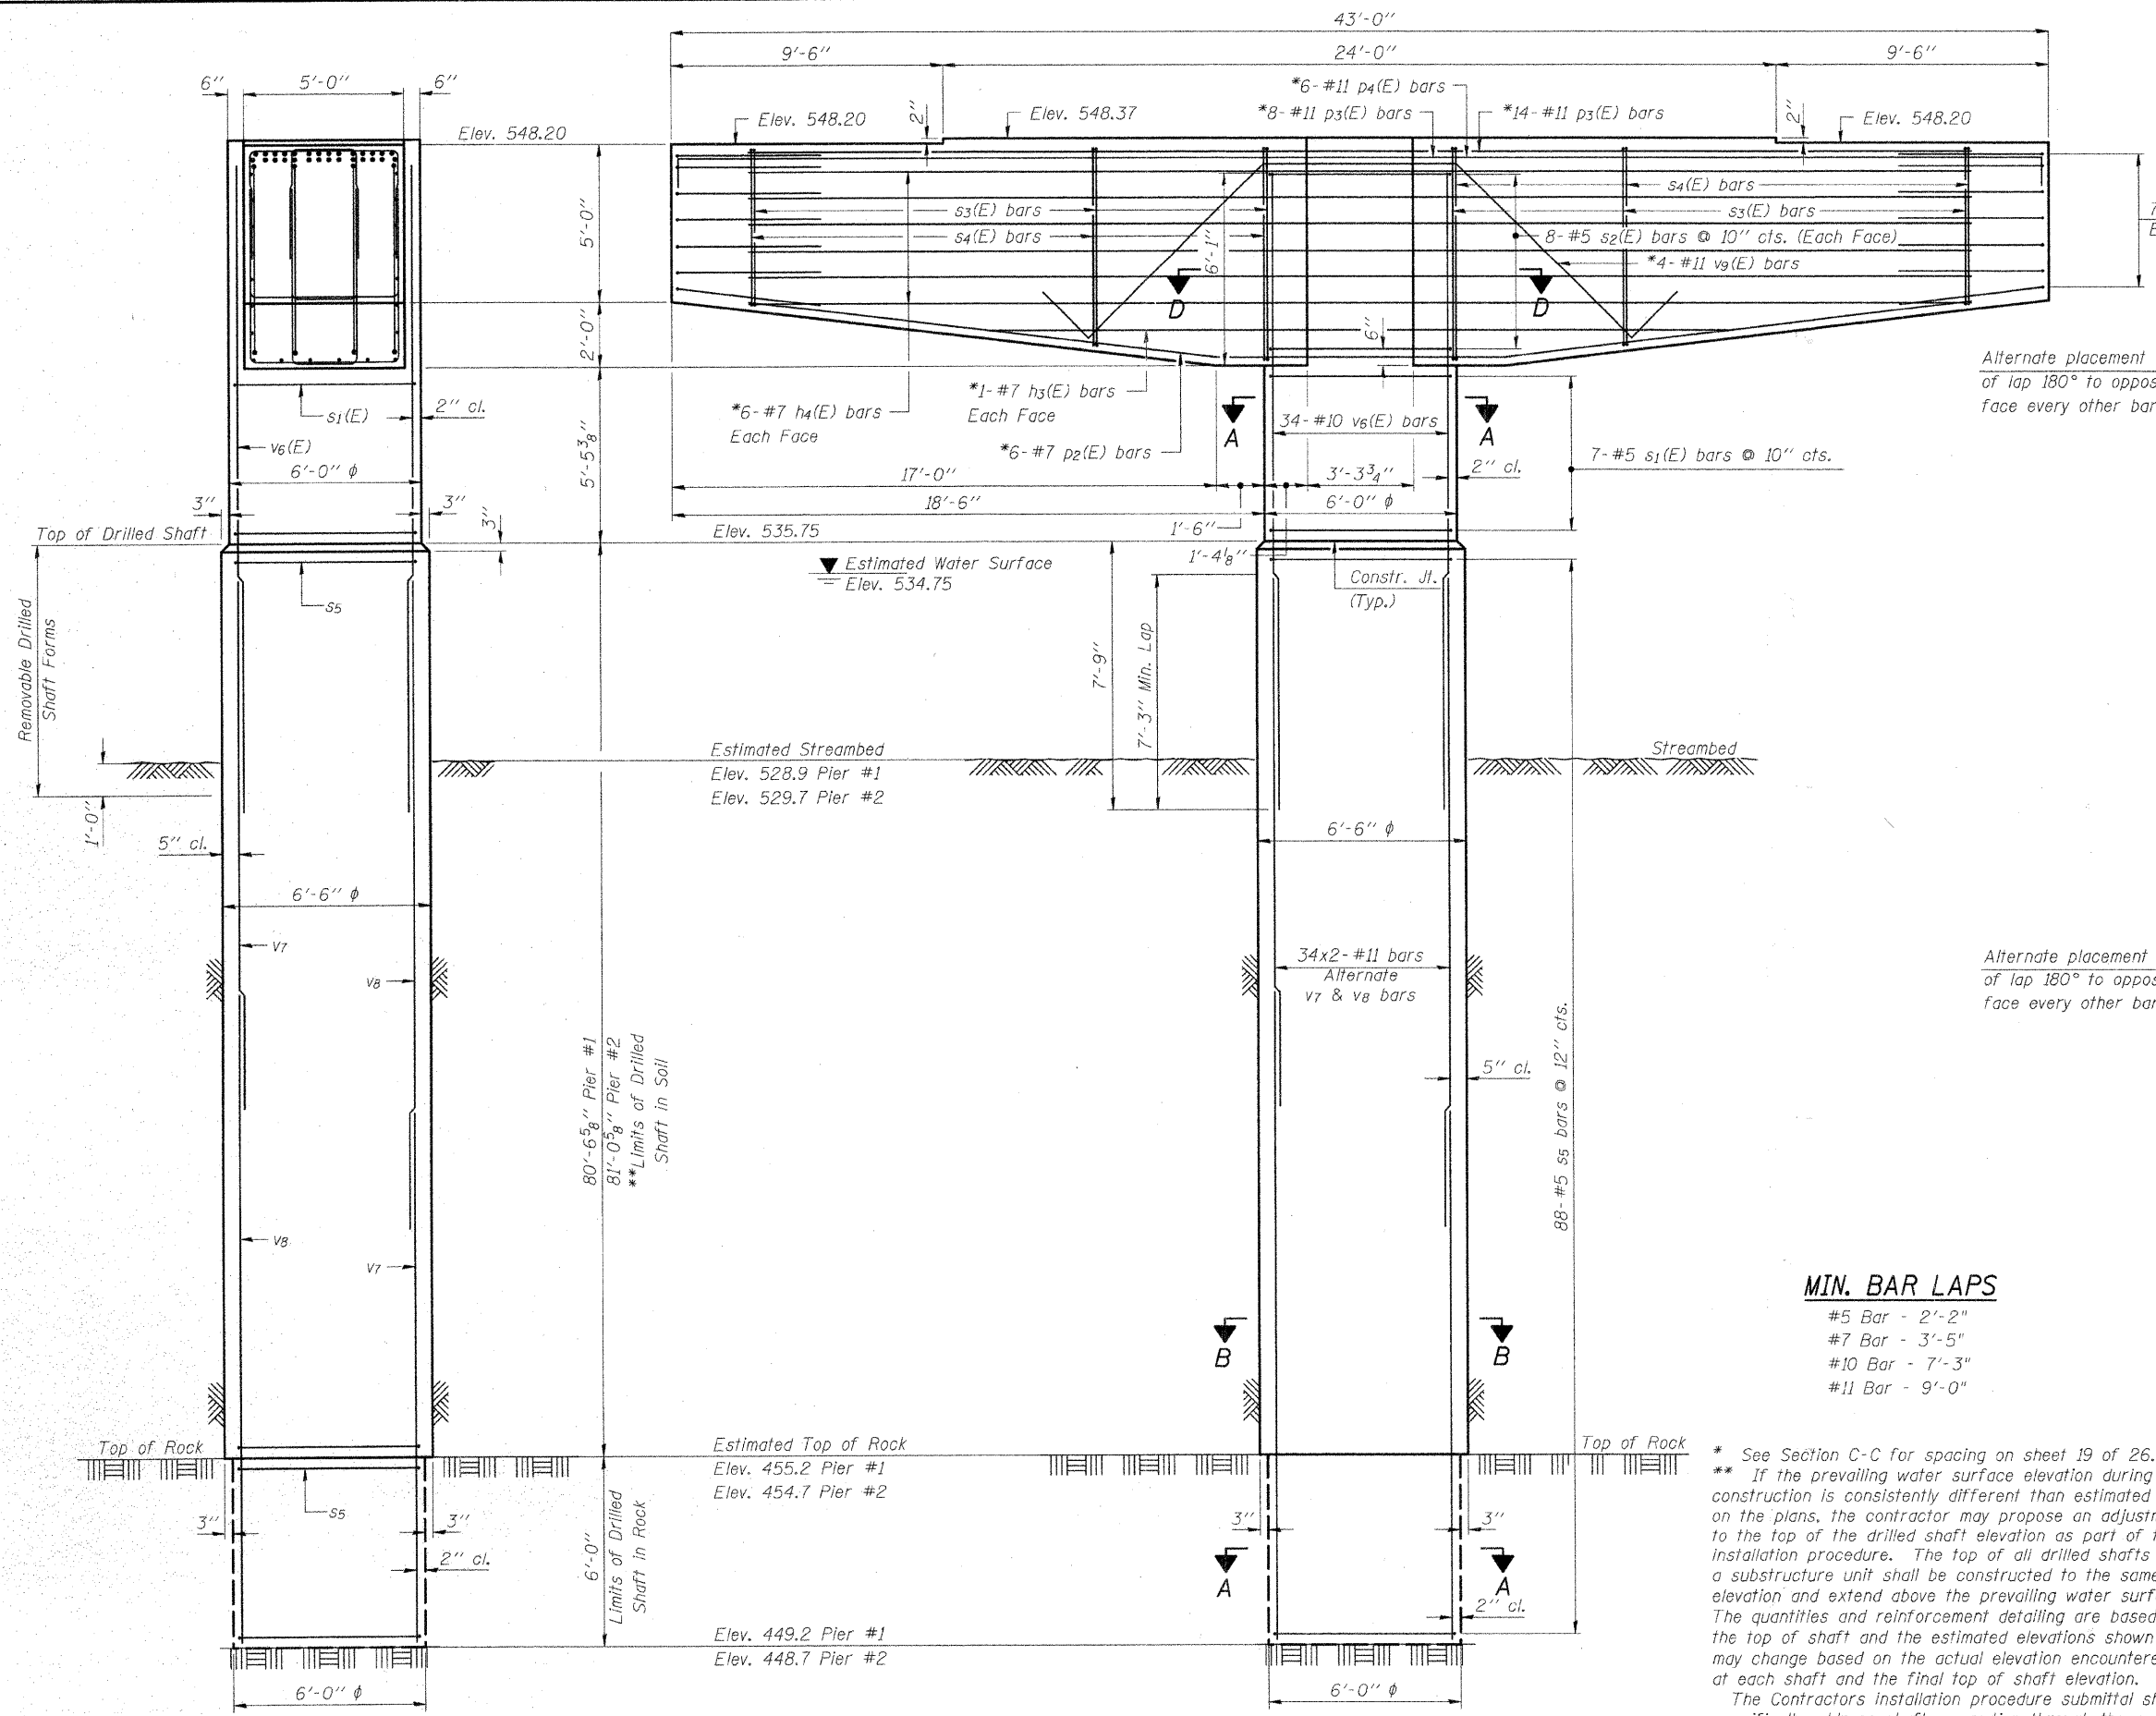 43'-0"
9'-6"
24'-0"
9'-6"
6"
5'-0"
6"
*6-#11 p4(E) bars
*8-#11 p3(E) bars
*14-#11 p3(E) bars
2"
2"
Elev. 548.20
Elev. 548.20
Elev. 548.37
Elev. 548.20
s4(E) bars
s3(E) bars
s3(E) bars
s4(E) bars
8-#5 s2(E) bars @ 10" cts. (Each Face)
*4-#11 v9(E) bars
5'-0"
6'-1"
D
D
2'-0"
6"
Alternate placement
of lap 180° to oppos
face every other bar
s1(E)
2" cl.
*6-#7 h4(E) bars
Each Face
*1-#7 h3(E) bars
Each Face
*6-#7 p2(E) bars
A
A
34-#10 v6(E) bars
v6(E)
6'-0" ϕ
5'-5 3/8"
17'-0"
3'-3 3/4"
2" cl.
7-#5 s1(E) bars @ 10" cts.
18'-6"
6'-0" ϕ
3"
3"
3"
Top of Drilled Shaft
Elev. 535.75
1'-6"
1'-4 1/8"
Estimated Water Surface
Elev. 534.75
Constr. Jt.
(Typ.)
s5
Removable Drilled
Shaft Forms
7'-9"
7'-3" Min. Lap
Estimated Streambed
Elev. 528.9 Pier #1
Elev. 529.7 Pier #2
Streambed
1'-0"
5" cl.
6'-6" ϕ
6'-6" ϕ
v7
v8
34x2-#11 bars
Alternate
v7 & v8 bars
Alternate placement
of lap 180° to oppos
face every other bar
80'-6 5/8" Pier #1
81'-0 5/8" Pier #2
**Limits of Drilled
Shaft in Soil
5" cl.
88-#5 s5 bars @ 12" cts.
v8
v7
MIN. BAR LAPS
#5 Bar - 2'-2"
#7 Bar - 3'-5"
#10 Bar - 7'-3"
#11 Bar - 9'-0"
B
B
Top of Rock
Estimated Top of Rock
Elev. 455.2 Pier #1
Elev. 454.7 Pier #2
Top of Rock
s5
3"
3"
2" cl.
6'-0"
Limits of Drilled
Shaft in Rock
3"
3"
A
A
2" cl.
Elev. 449.2 Pier #1
Elev. 448.7 Pier #2
6'-0" ϕ
6'-0" ϕ
* See Section C-C for spacing on sheet 19 of 26.
** If the prevailing water surface elevation during
construction is consistently different than estimated
on the plans, the contractor may propose an adjustm
to the top of the drilled shaft elevation as part of
installation procedure. The top of all drilled shafts
a substructure unit shall be constructed to the same
elevation and extend above the prevailing water surf
The quantities and reinforcement detailing are based
the top of shaft and the estimated elevations shown
may change based on the actual elevation encountere
at each shaft and the final top of shaft elevation.
The Contractors installation procedure submittal